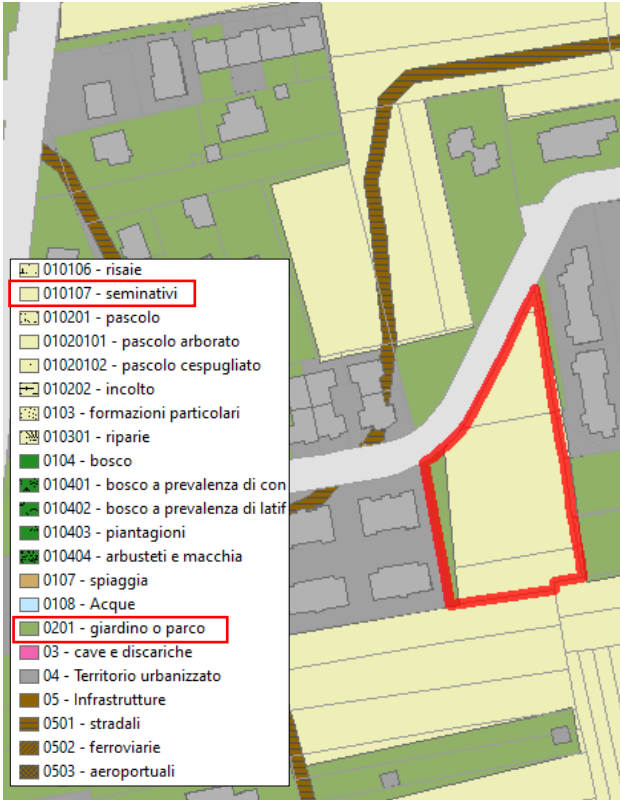 010106 - risaie
010107 - seminativi
010201 - pascolo
01020101 - pascolo arborato
01020102 - pascolo cespugliato
010202 - incolto
0103 - formazioni particolari
010301 - riparie
0104 - bosco
010401 - bosco a prevalenza di con
010402 - bosco a prevalenza di latif
010403 - piantagioni
010404 - arbusteti e macchia
0107 - spiaggia
0108 - Acque
0201 - giardino o parco
03 - cave e discariche
04 - Territorio urbanizzato
05 - Infrastrutture
0501 - stradali
0502 - ferroviarie
0503 - aeroportuali